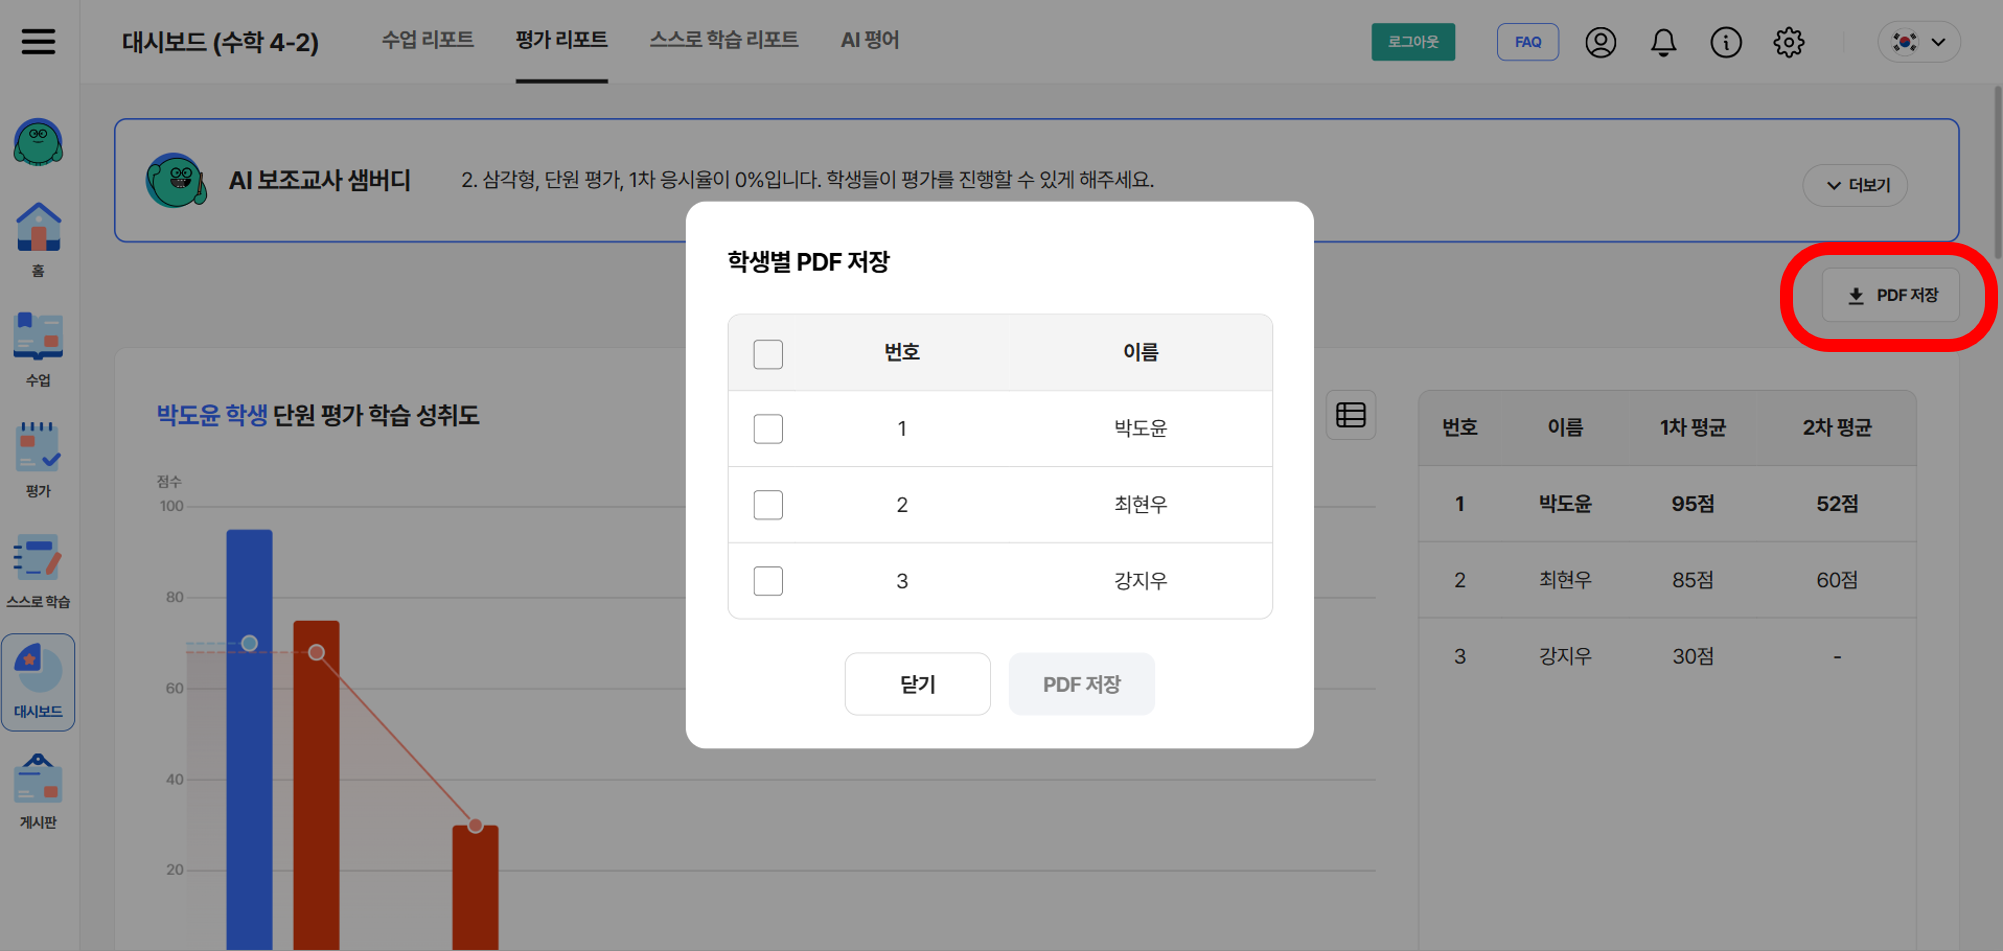 대시보드 (수학 4-2)
수업 리포트
평가 리포트
스스로 학습 리포트
AI 평어
로그아웃
FAQ
AI 보조교사 샘버디
2. 삼각형, 단원 평가, 1차 응시율이 0%입니다. 학생들이 평가를 진행할 수 있게 해주세요.
더보기
홈
수업
평가
스스로 학습
대시보드
게시판
PDF 저장
학생별 PDF 저장
번호 이름
1 박도윤
2 최현우
3 강지우
닫기
PDF 저장
박도윤 학생 단원 평가 학습 성취도
점수
100
80
60
40
20
번호 이름 1차 평균 2차 평균
1 박도윤 95점 52점
2 최현우 85점 60점
3 강지우 30점 -